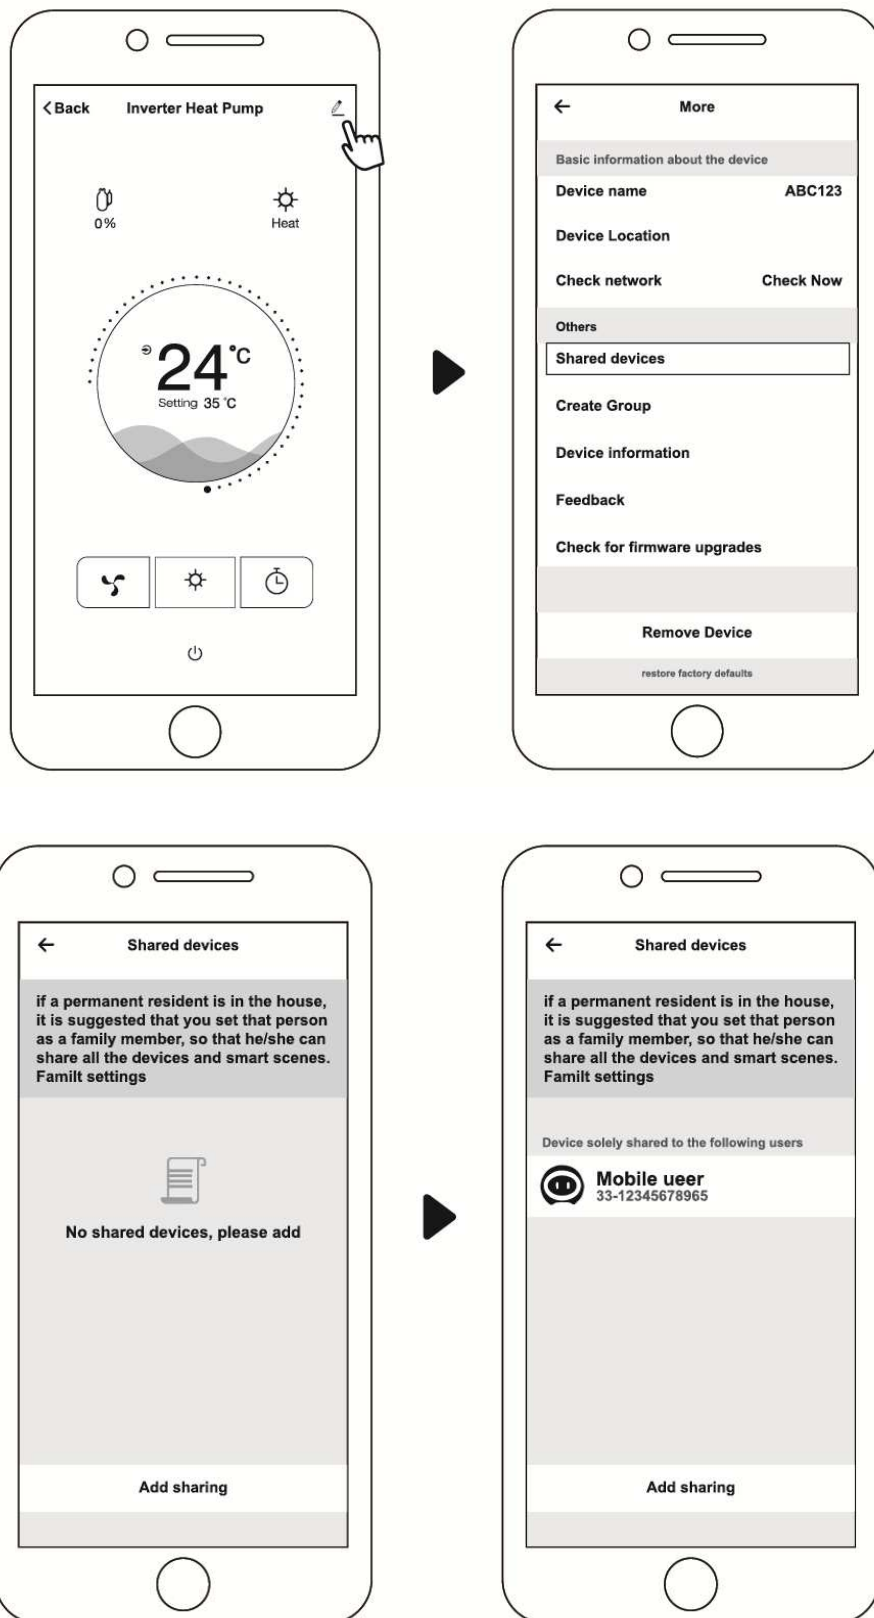 Back Inverter Heat Pump
0%
Heat
24°C
Setting 35 °C
More
Basic information about the device
Device name ABC123
Device Location
Check network Check Now
Others
Shared devices
Create Group
Device information
Feedback
Check for firmware upgrades
Remove Device
restore factory defaults
Shared devices
if a permanent resident is in the house,
it is suggested that you set that person
as a family member, so that he/she can
share all the devices and smart scenes.
Familt settings
No shared devices, please add
Add sharing
Shared devices
if a permanent resident is in the house,
it is suggested that you set that person
as a family member, so that he/she can
share all the devices and smart scenes.
Familt settings
Device solely shared to the following users
Mobile ueer
33-12345678965
Add sharing